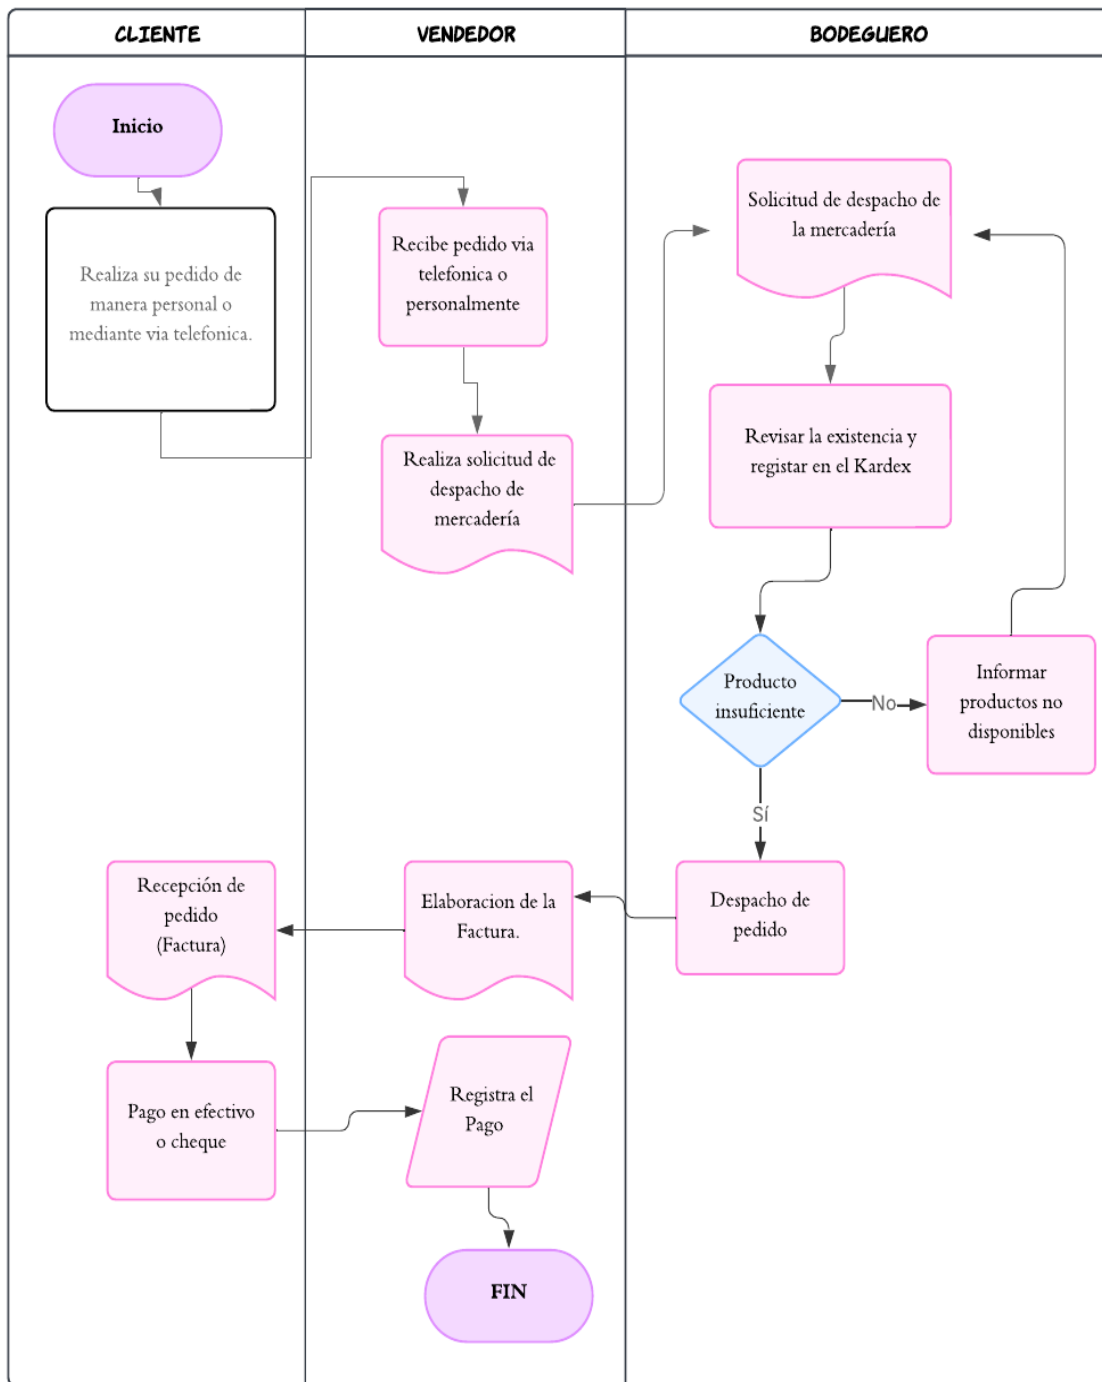 CLIENTE
VENDEDOR
BODEGUERO
Inicio
Realiza su pedido de
manera personal o
mediante via telefonica.
Recibe pedido via
telefonica o
personalmente
Realiza solicitud de
despacho de
mercadería
Solicitud de despacho de
la mercadería
Revisar la existencia y
registar en el Kardex
Producto
insuficiente
No
Informar
productos no
disponibles
Sí
Despacho de
pedido
Elaboracion de la
Factura.
Recepción de
pedido
(Factura)
Pago en efectivo
o cheque
Registra el
Pago
FIN